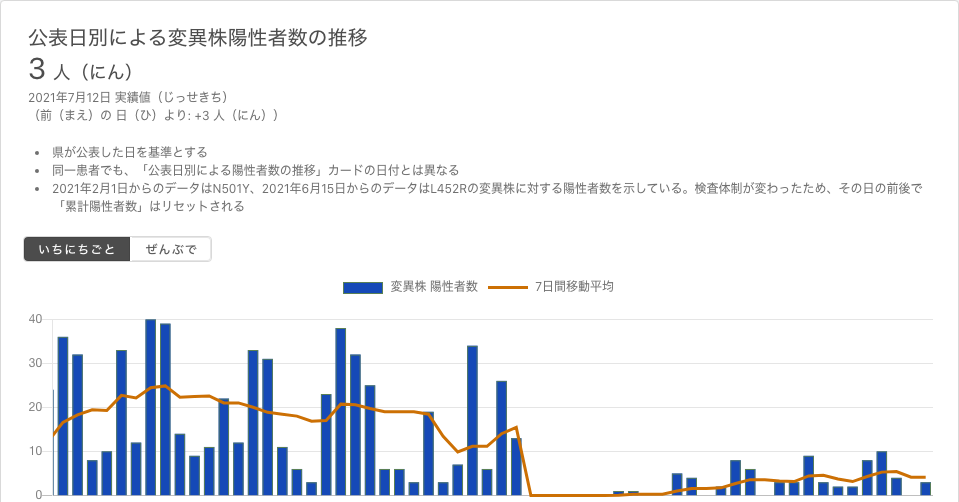 公表日別による変異株陽性者数の推移
3 人（にん）
2021年7月12日 実績値（じっせきち）
（前（まえ）の 日（ひ）より: +3 人（にん））
• 県が公表した日を基準とする
• 同一患者でも、「公表日別による陽性者数の推移」カードの日付とは異なる
• 2021年2月1日からのデータはN501Y、2021年6月15日からのデータはL452Rの変異株に対する陽性者数を示している。検査体制が変わったため、その日の前後で
「累計陽性者数」はリセットされる
いちにちごと ぜんぶで
変異株 陽性者数 7日間移動平均
40
30
20
10
0